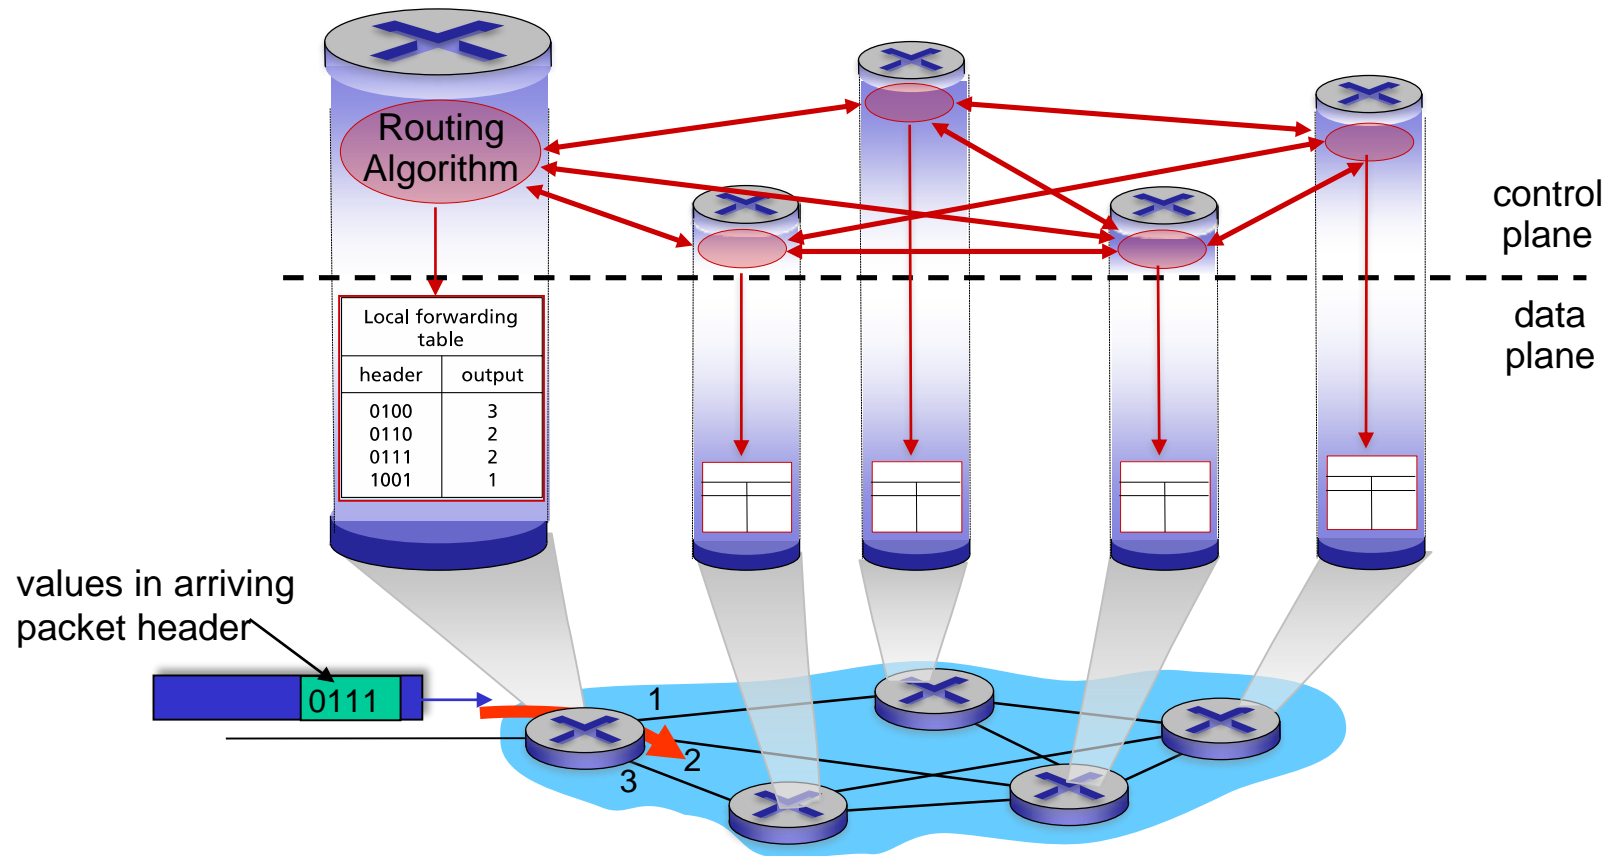 Routing
Algorithm
control
plane
data
plane
Local forwarding
table
header output
0100 3
0110 2
0111 2
1001 1
values in arriving
packet header
0111
1
2
3